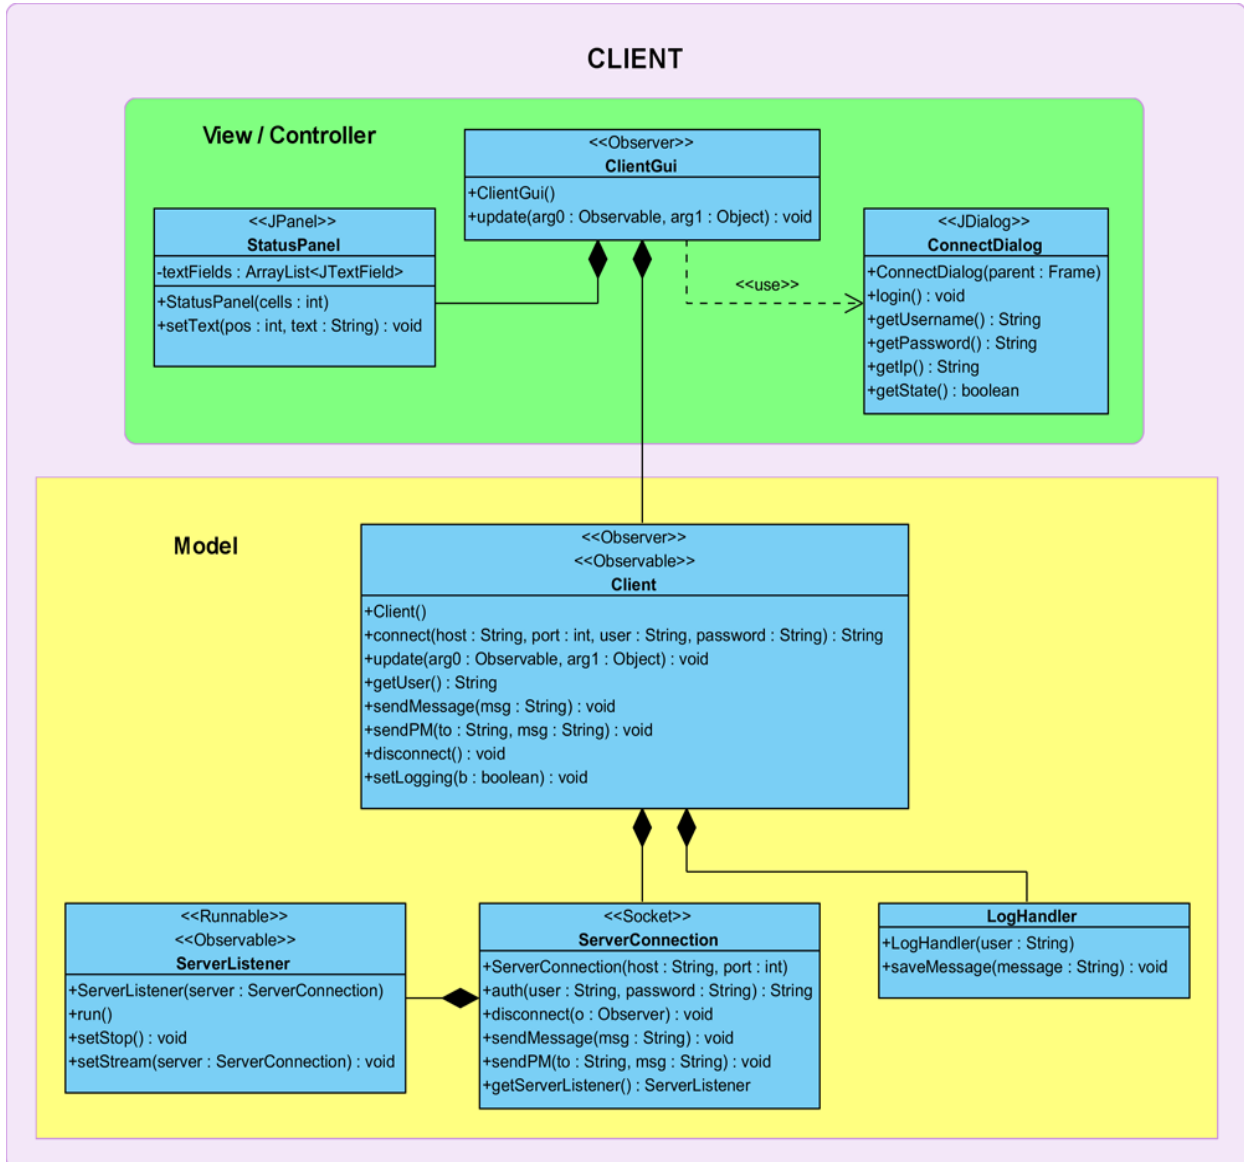 CLIENT
View / Controller
<<Observer>>
ClientGui
+ClientGui()
+update(arg0 : Observable, arg1 : Object) : void
<<JPanel>>
StatusPanel
-textFields : ArrayList<JTextField>
+StatusPanel(cells : int)
+setText(pos : int, text : String) : void
<<use>>
<<JDialog>>
ConnectDialog
+ConnectDialog(parent : Frame)
+login() : void
+getUsername() : String
+getPassword() : String
+getIp() : String
+getState() : boolean
Model
<<Observer>>
<<Observable>>
Client
+Client()
+connect(host : String, port : int, user : String, password : String) : String
+update(arg0 : Observable, arg1 : Object) : void
+getUser() : String
+sendMessage(msg : String) : void
+sendPM(to : String, msg : String) : void
+disconnect() : void
+setLogging(b : boolean) : void
<<Runnable>>
<<Observable>>
ServerListener
+ServerListener(server : ServerConnection)
+run()
+setStop() : void
+setStream(server : ServerConnection) : void
<<Socket>>
ServerConnection
+ServerConnection(host : String, port : int)
+auth(user : String, password : String) : String
+disconnect(o : Observer) : void
+sendMessage(msg : String) : void
+sendPM(to : String, msg : String) : void
+getServerListener() : ServerListener
LogHandler
+LogHandler(user : String)
+saveMessage(message : String) : void